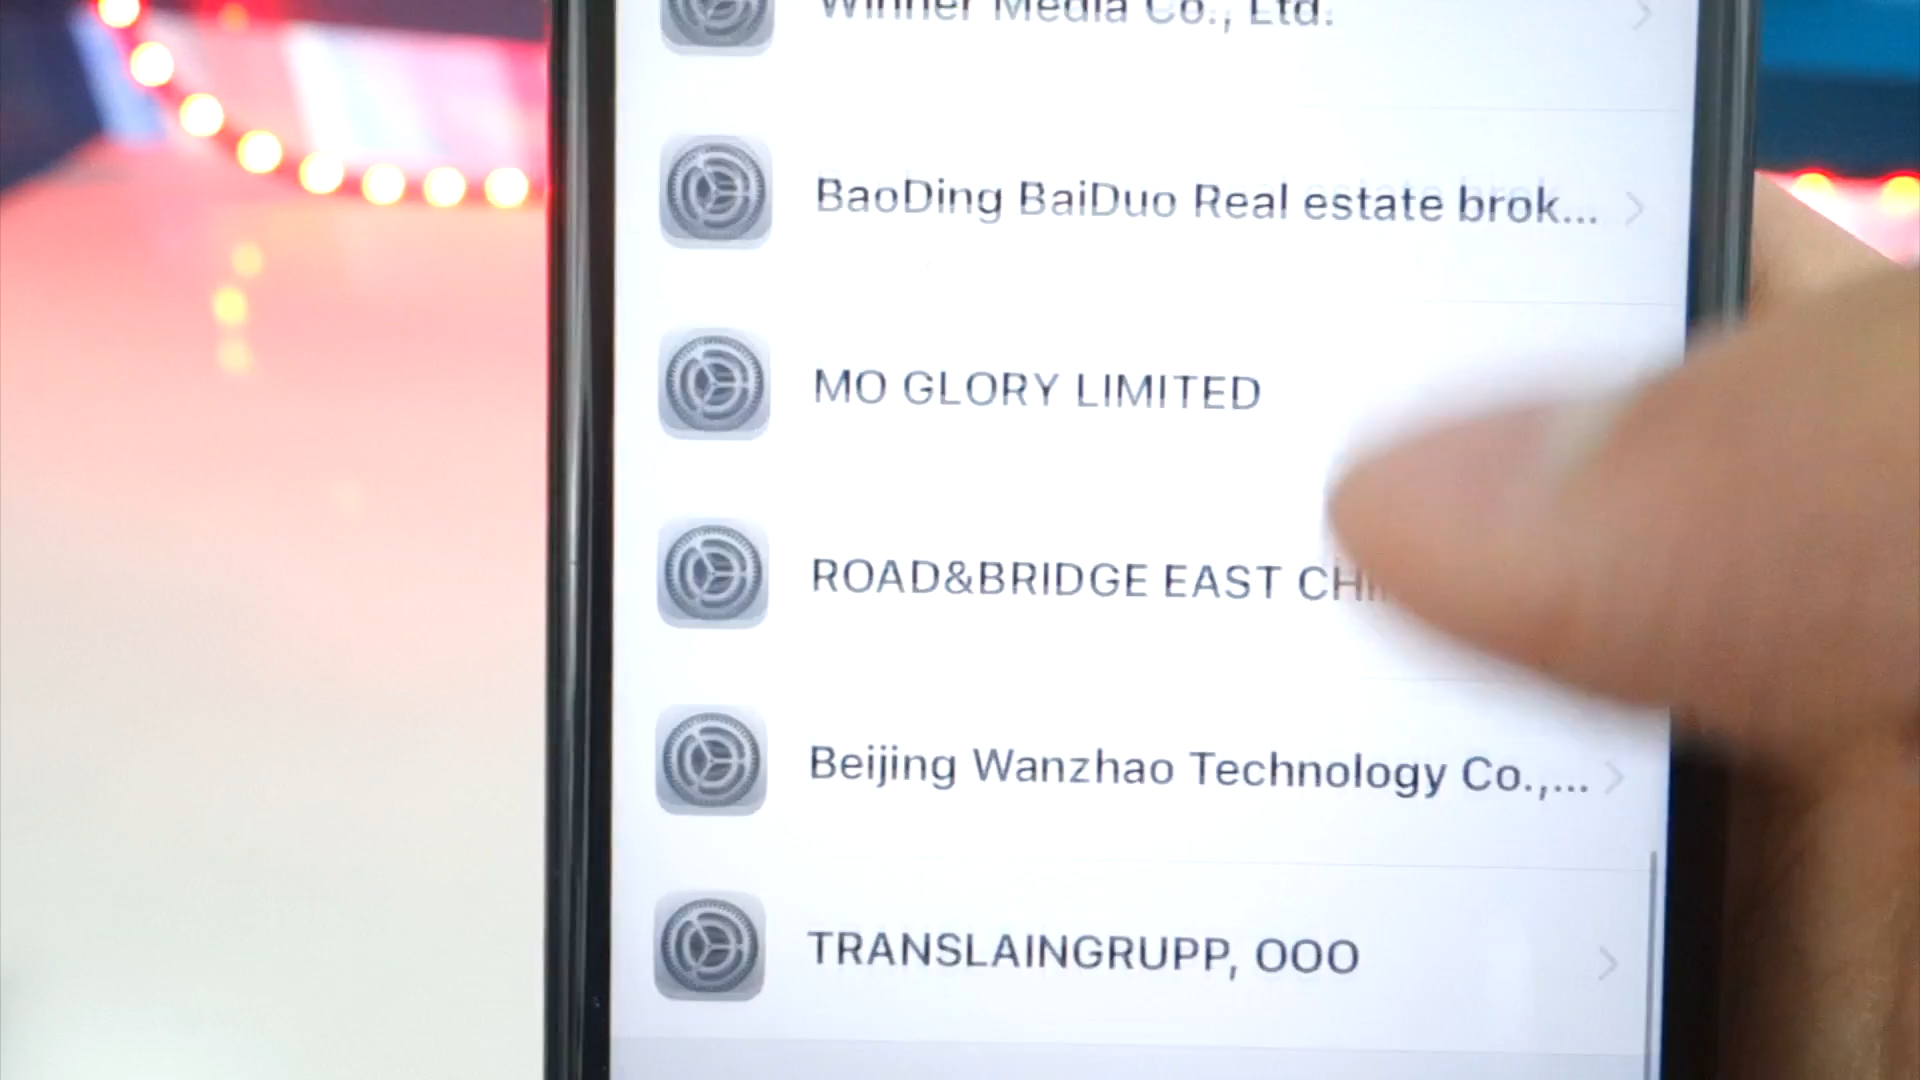 Winner Media Co., Ltd.
BaoDing BaiDuo Real estate brok...
MO GLORY LIMITED
ROAD&BRIDGE EAST
Beijing Wanzhao Technology Co.,...
TRANSLAINGRUPP, OOO